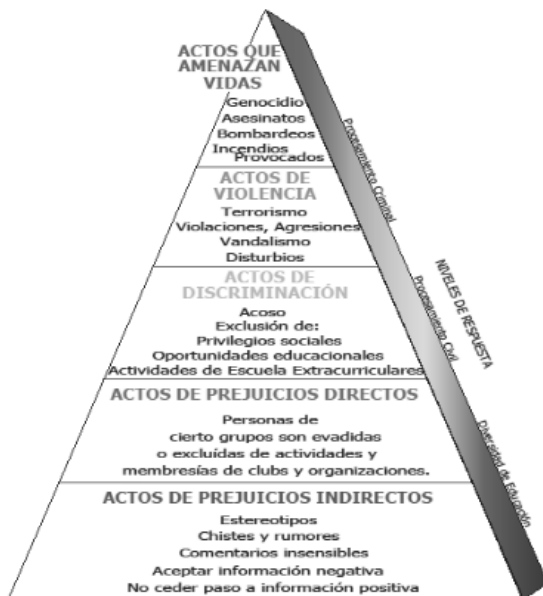 ACTOS QUE
AMENAZAN
VIDAS
Genocidio
Asesinatos
Bombardeos
Incendios
Provocados
ACTOS DE
VIOLENCIA
Terrorismo
Violaciones, Agresiones
Vandalismo
Disturbios
ACTOS DE
DISCRIMINACIÓN
Acoso
Exclusión de:
Privilegios sociales
Oportunidades educacionales
Actividades de Escuela Extracurriculares
ACTOS DE PREJUICIOS DIRECTOS
Personas de
cierto grupos son evadidas
o excluídas de actividades y
membresías de clubs y organizaciones.
ACTOS DE PREJUICIOS INDIRECTOS
Estereotipos
Chistes y rumores
Comentarios insensibles
Aceptar información negativa
No ceder paso a información positiva
Procesamiento Criminal
Procesamiento Civil
Diversidad de Educación
NIVELES DE RESPUESTA